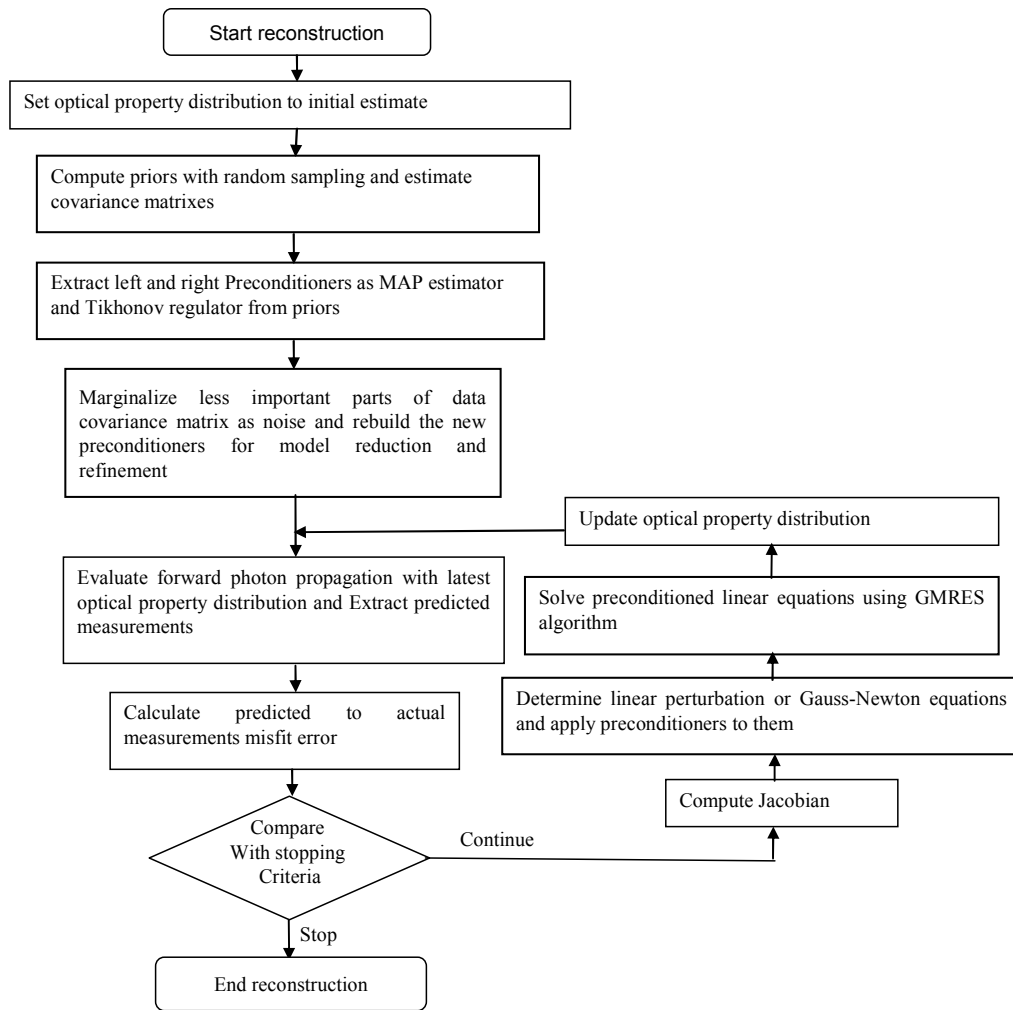 Start reconstruction
Set optical property distribution to initial estimate
Compute priors with random sampling and estimate
covariance matrixes
Extract left and right Preconditioners as MAP estimator
and Tikhonov regulator from priors
Marginalize less important parts of data
covariance matrix as noise and rebuild the new
preconditioners for model reduction and
refinement
Update optical property distribution
Evaluate forward photon propagation with latest
optical property distribution and Extract predicted
measurements
Solve preconditioned linear equations using GMRES
algorithm
Calculate predicted to actual
measurements misfit error
Determine linear perturbation or Gauss-Newton equations
and apply preconditioners to them
Compute Jacobian
Compare
With stopping
Criteria
Continue
Stop
End reconstruction